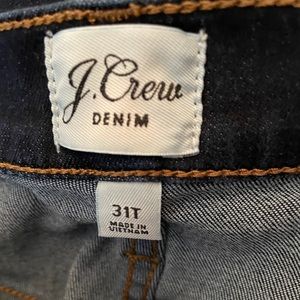 J.Crew
DENIM
31T
MADE IN
VIETNAM